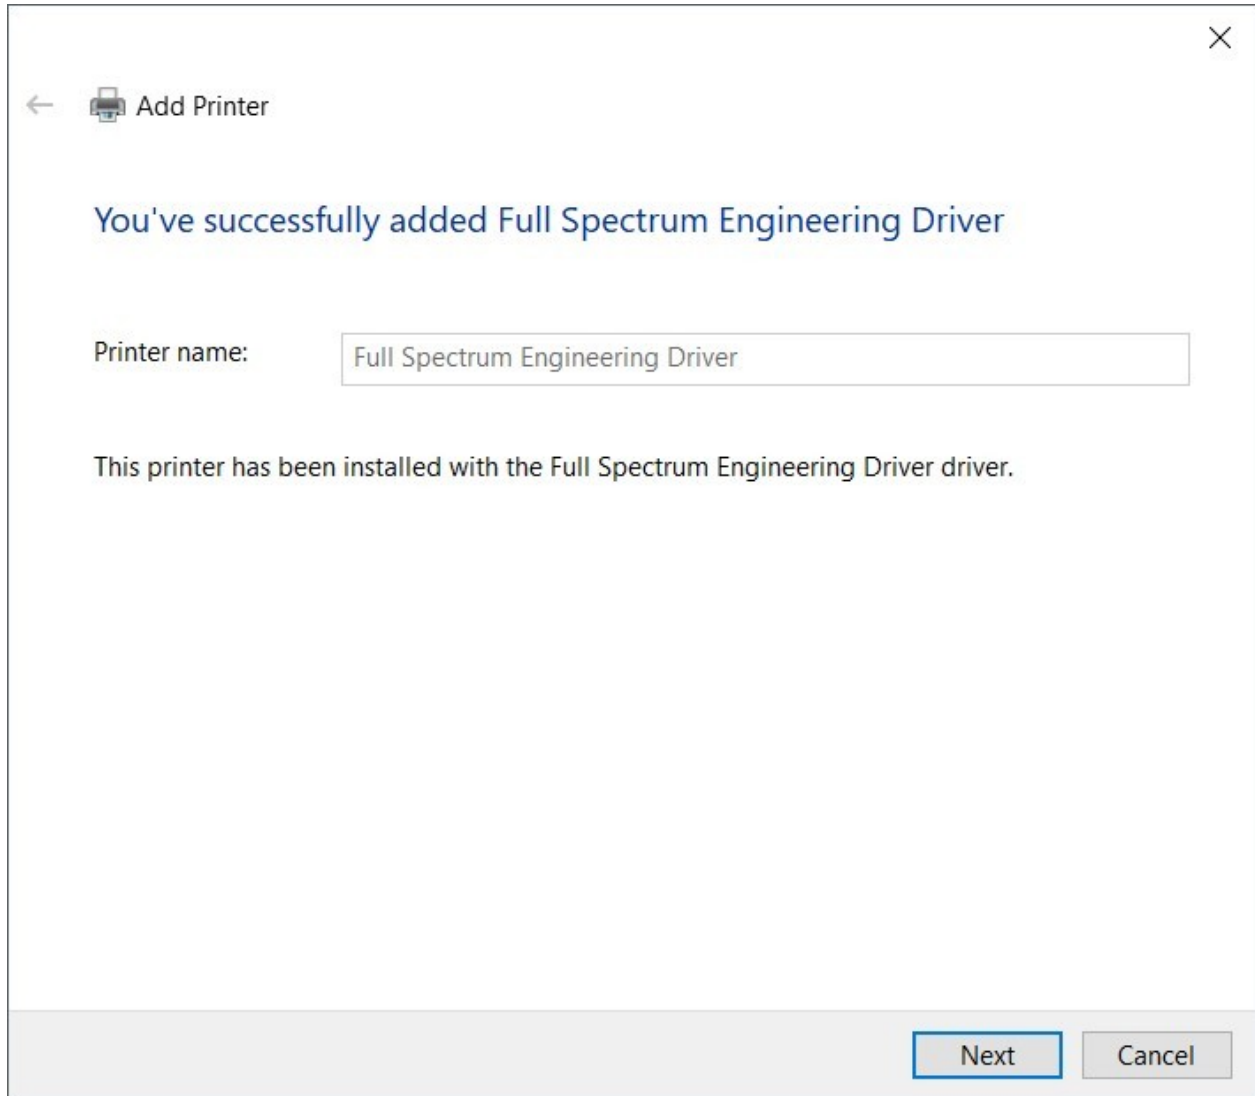 Add Printer
You've successfully added Full Spectrum Engineering Driver
Printer name:
Full Spectrum Engineering Driver
This printer has been installed with the Full Spectrum Engineering Driver driver.
Next
Cancel